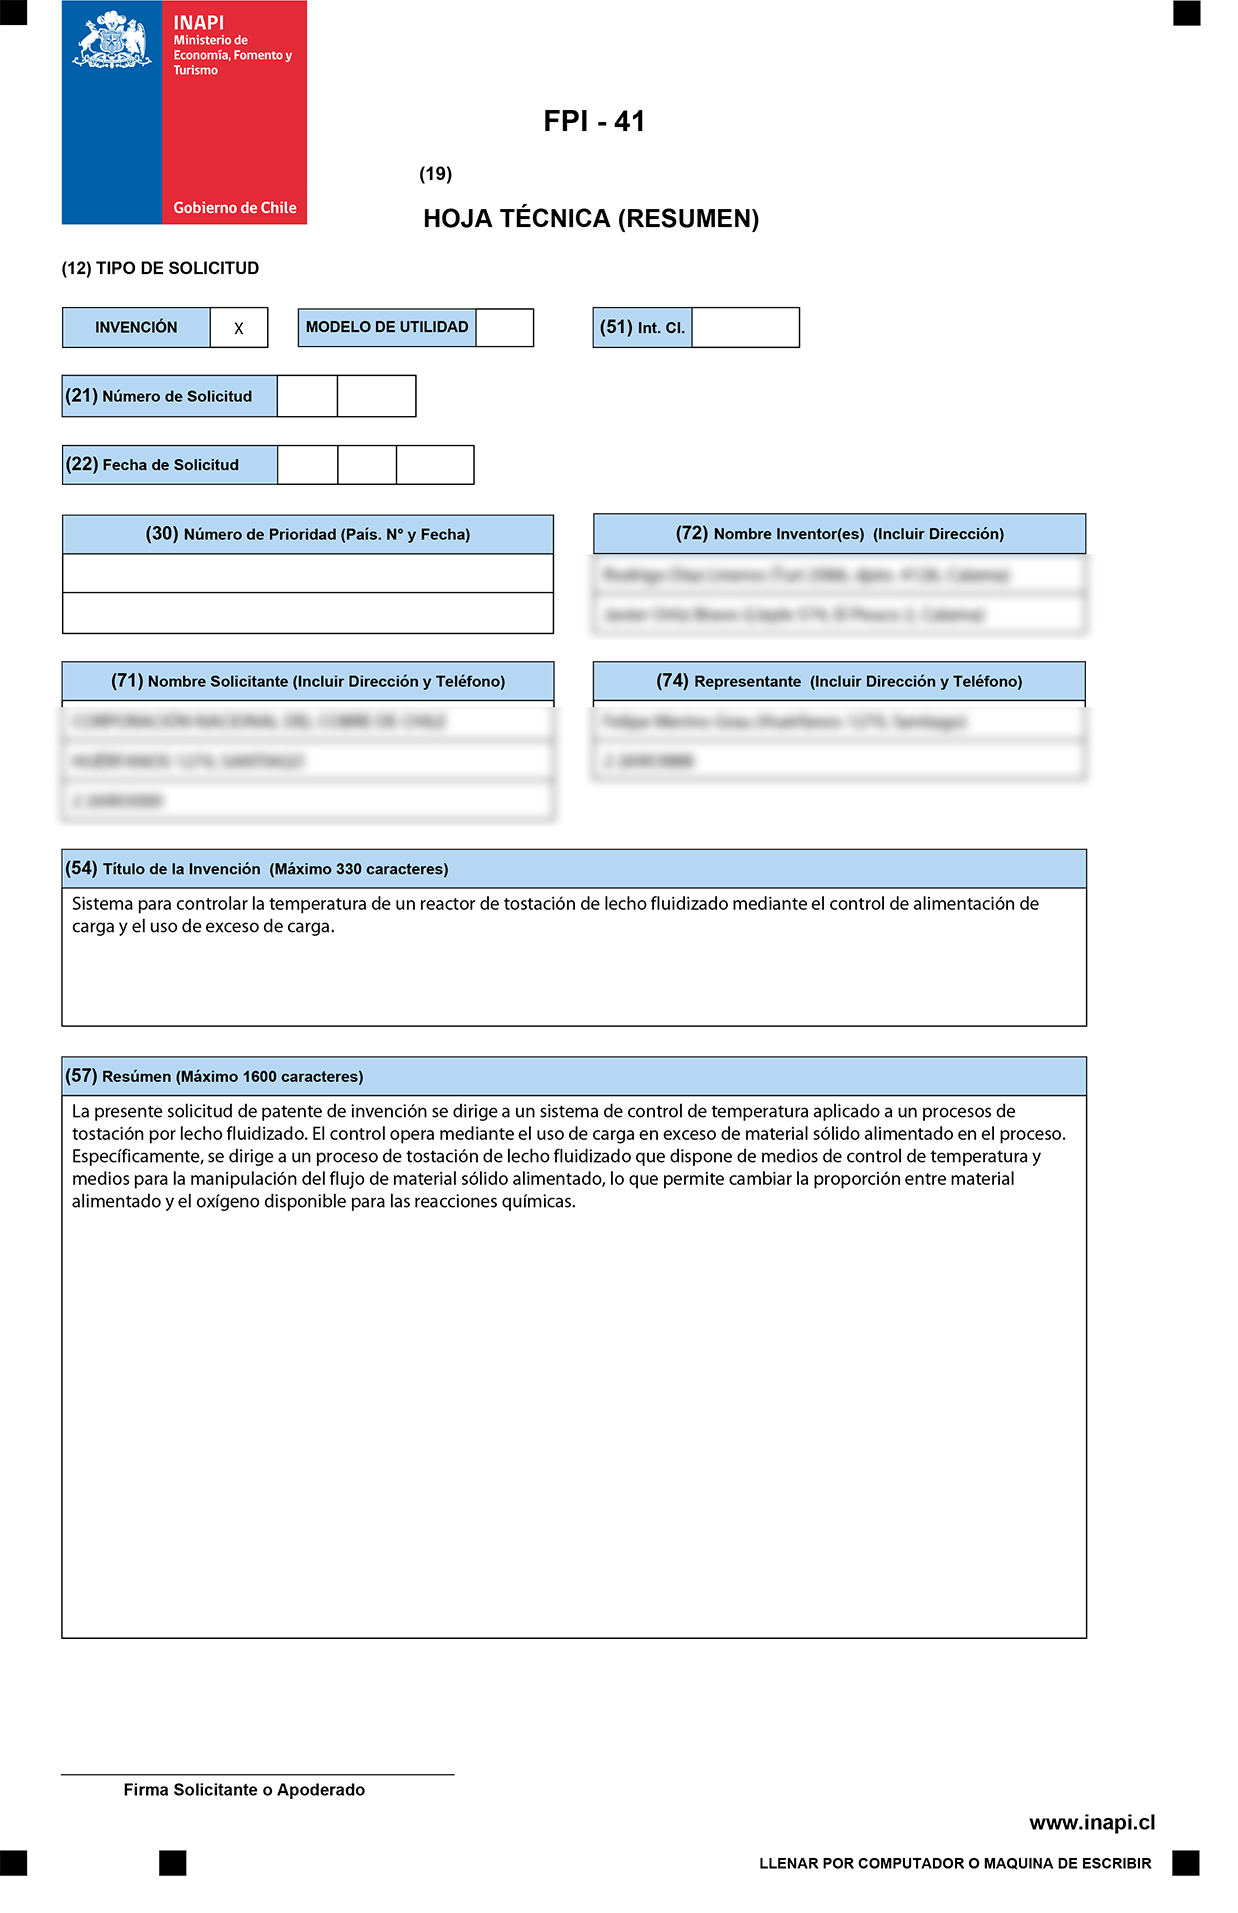 INAPI
Ministerio de
Economía, Fomento y
Turismo
Gobierno de Chile
FPI - 41
(19)
HOJA TÉCNICA (RESUMEN)
(12) TIPO DE SOLICITUD
INVENCIÓN X MODELO DE UTILIDAD (51) Int. Cl.
(21) Número de Solicitud
(22) Fecha de Solicitud
(30) Número de Prioridad (País. N° y Fecha)
(72) Nombre Inventor(es) (Incluir Dirección)
(71) Nombre Solicitante (Incluir Dirección y Teléfono)
(74) Representante (Incluir Dirección y Teléfono)
(54) Título de la Invención (Máximo 330 caracteres)
Sistema para controlar la temperatura de un reactor de tostación de lecho fluidizado mediante el control de alimentación de
carga y el uso de exceso de carga.
(57) Resúmen (Máximo 1600 caracteres)
La presente solicitud de patente de invención se dirige a un sistema de control de temperatura aplicado a un procesos de
tostación por lecho fluidizado. El control opera mediante el uso de carga en exceso de material sólido alimentado en el proceso.
Específicamente, se dirige a un proceso de tostación de lecho fluidizado que dispone de medios de control de temperatura y
medios para la manipulación del flujo de material sólido alimentado, lo que permite cambiar la proporción entre material
alimentado y el oxígeno disponible para las reacciones químicas.
Firma Solicitante o Apoderado
www.inapi.cl
LLENAR POR COMPUTADOR O MAQUINA DE ESCRIBIR